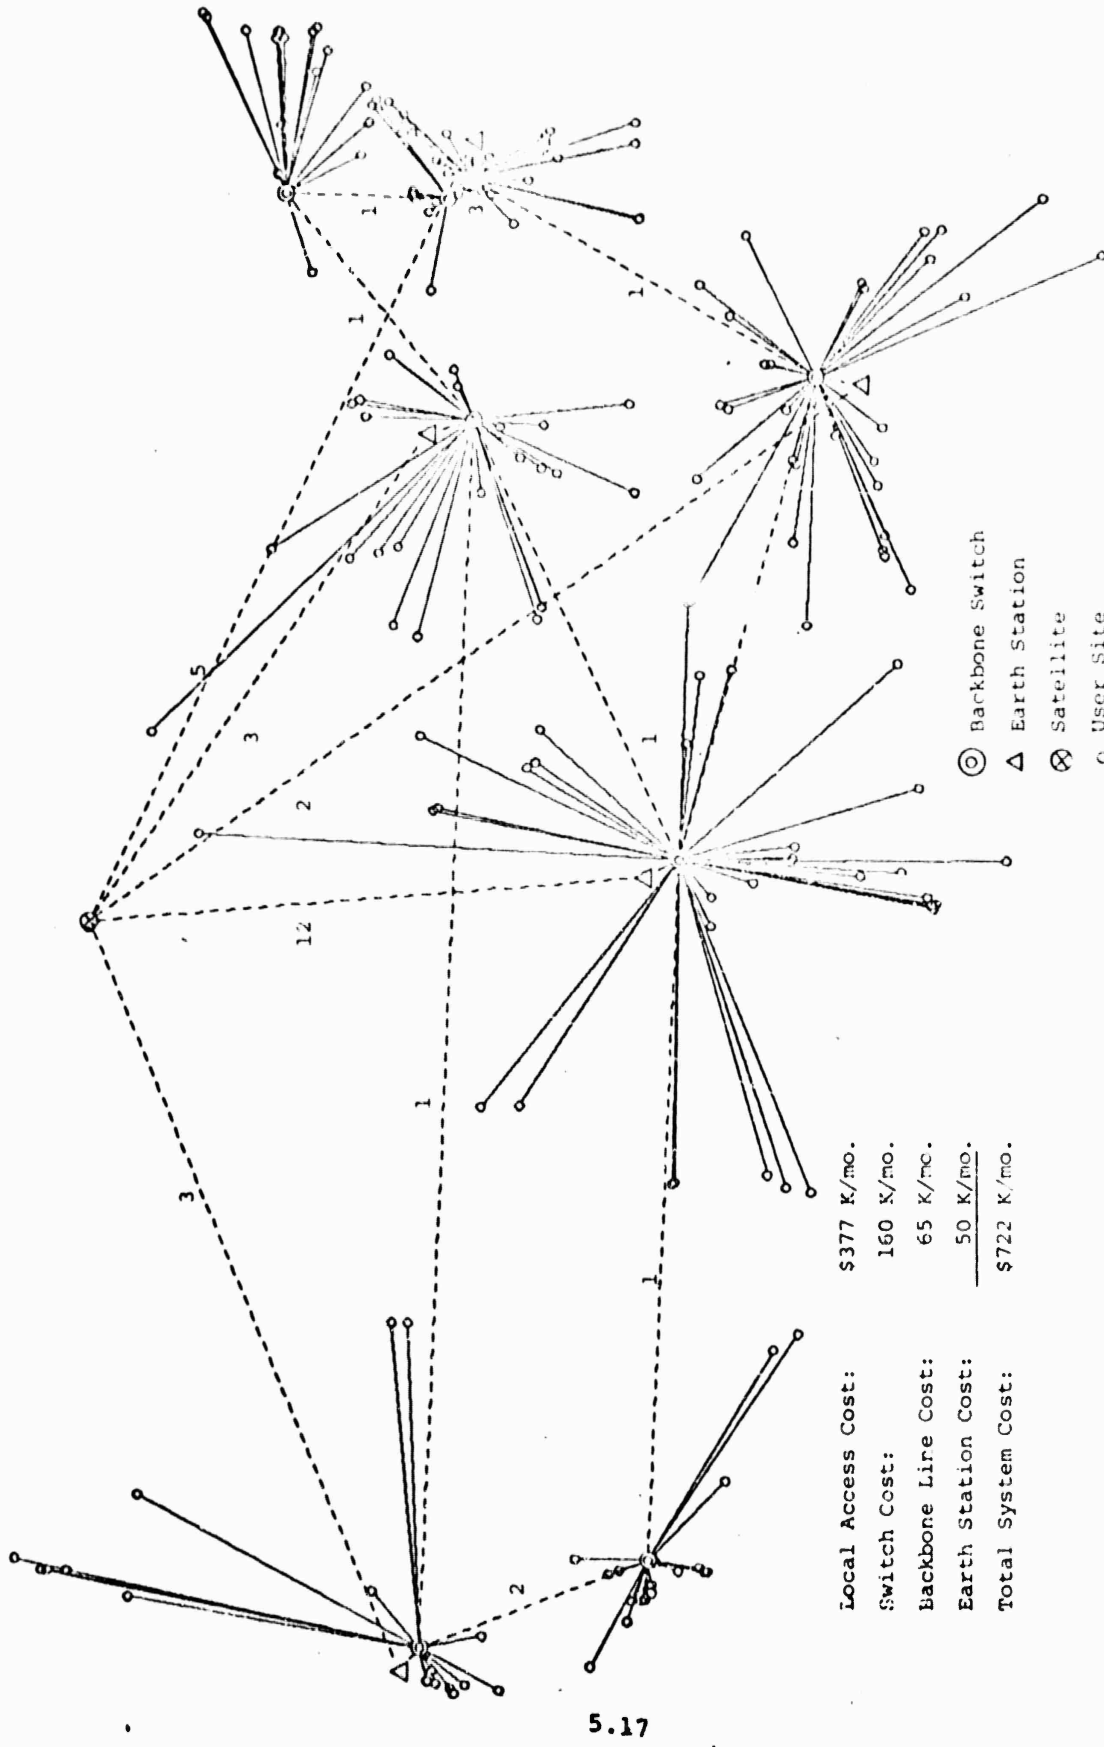 3
5
3
12 2
1
1
1
3
2
1 1 1
Local Access Cost: $377 K/mo.
Switch Cost: 160 K/mo.
Backbone Line Cost: 65 K/mo.
Earth Station Cost: 50 K/mo.
Total System Cost: $722 K/mo.
Backbone Switch
Earth Station
Satellite
User Site
5.17